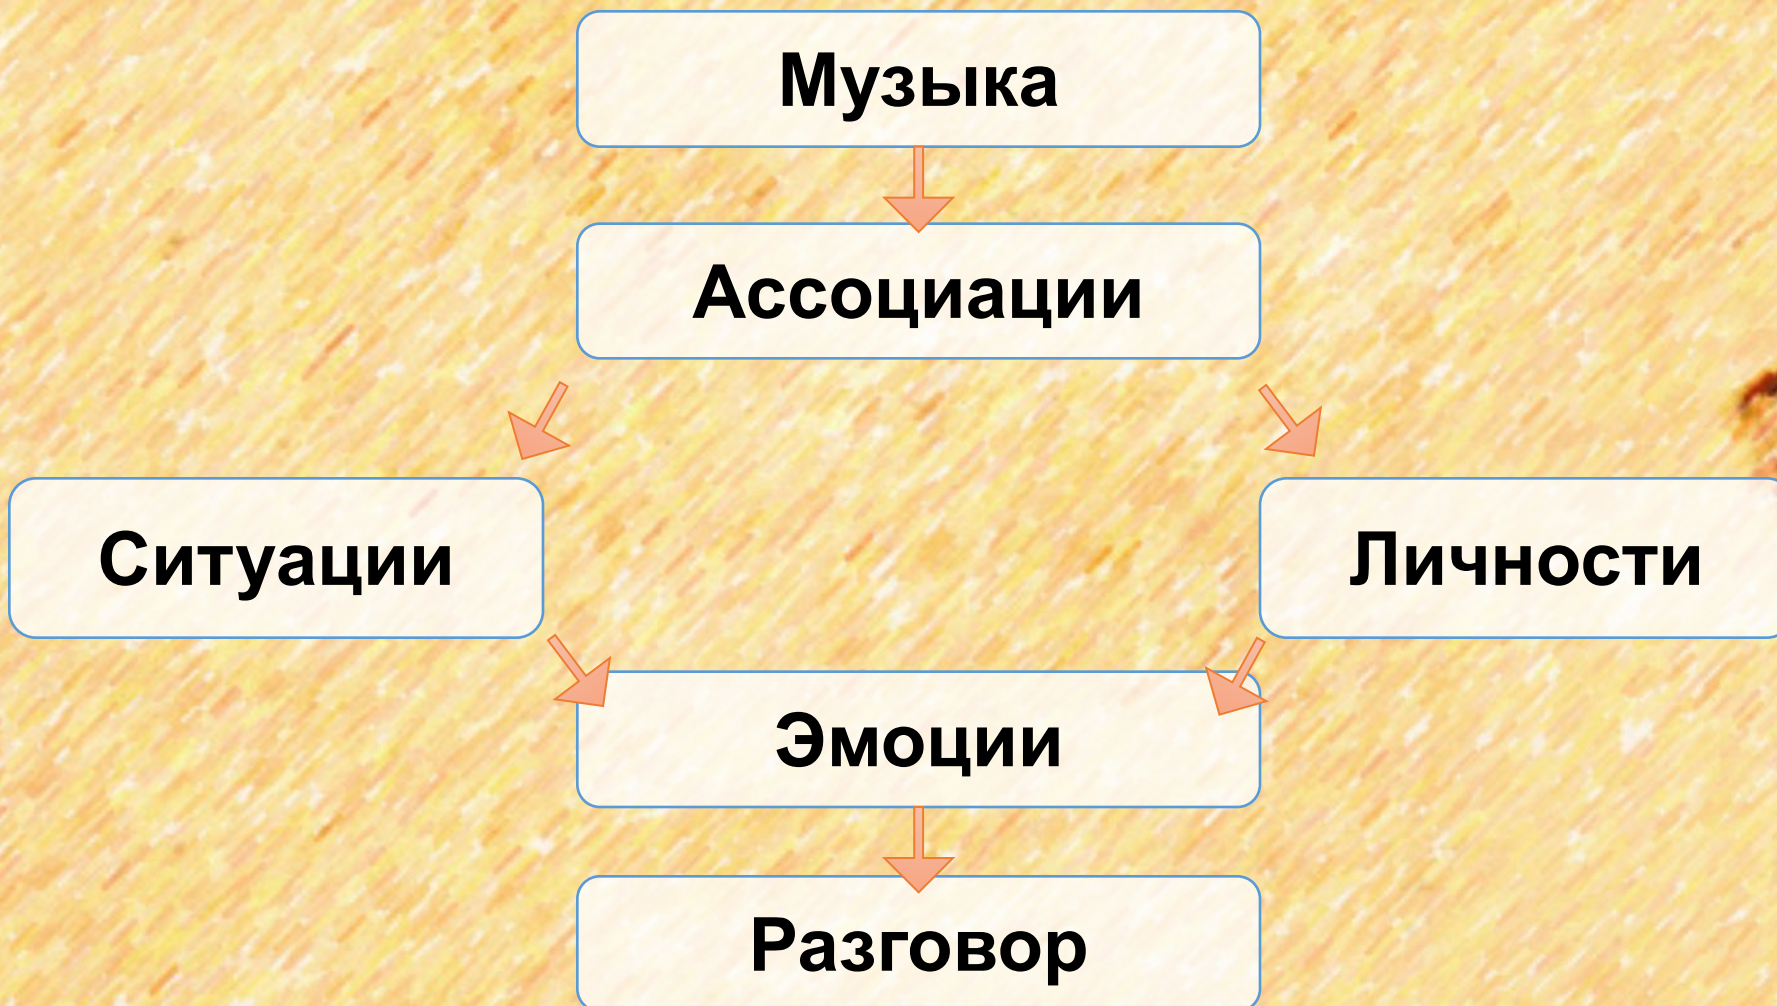 Музыка
Ассоциации
Ситуации
Личности
Эмоции
Разговор